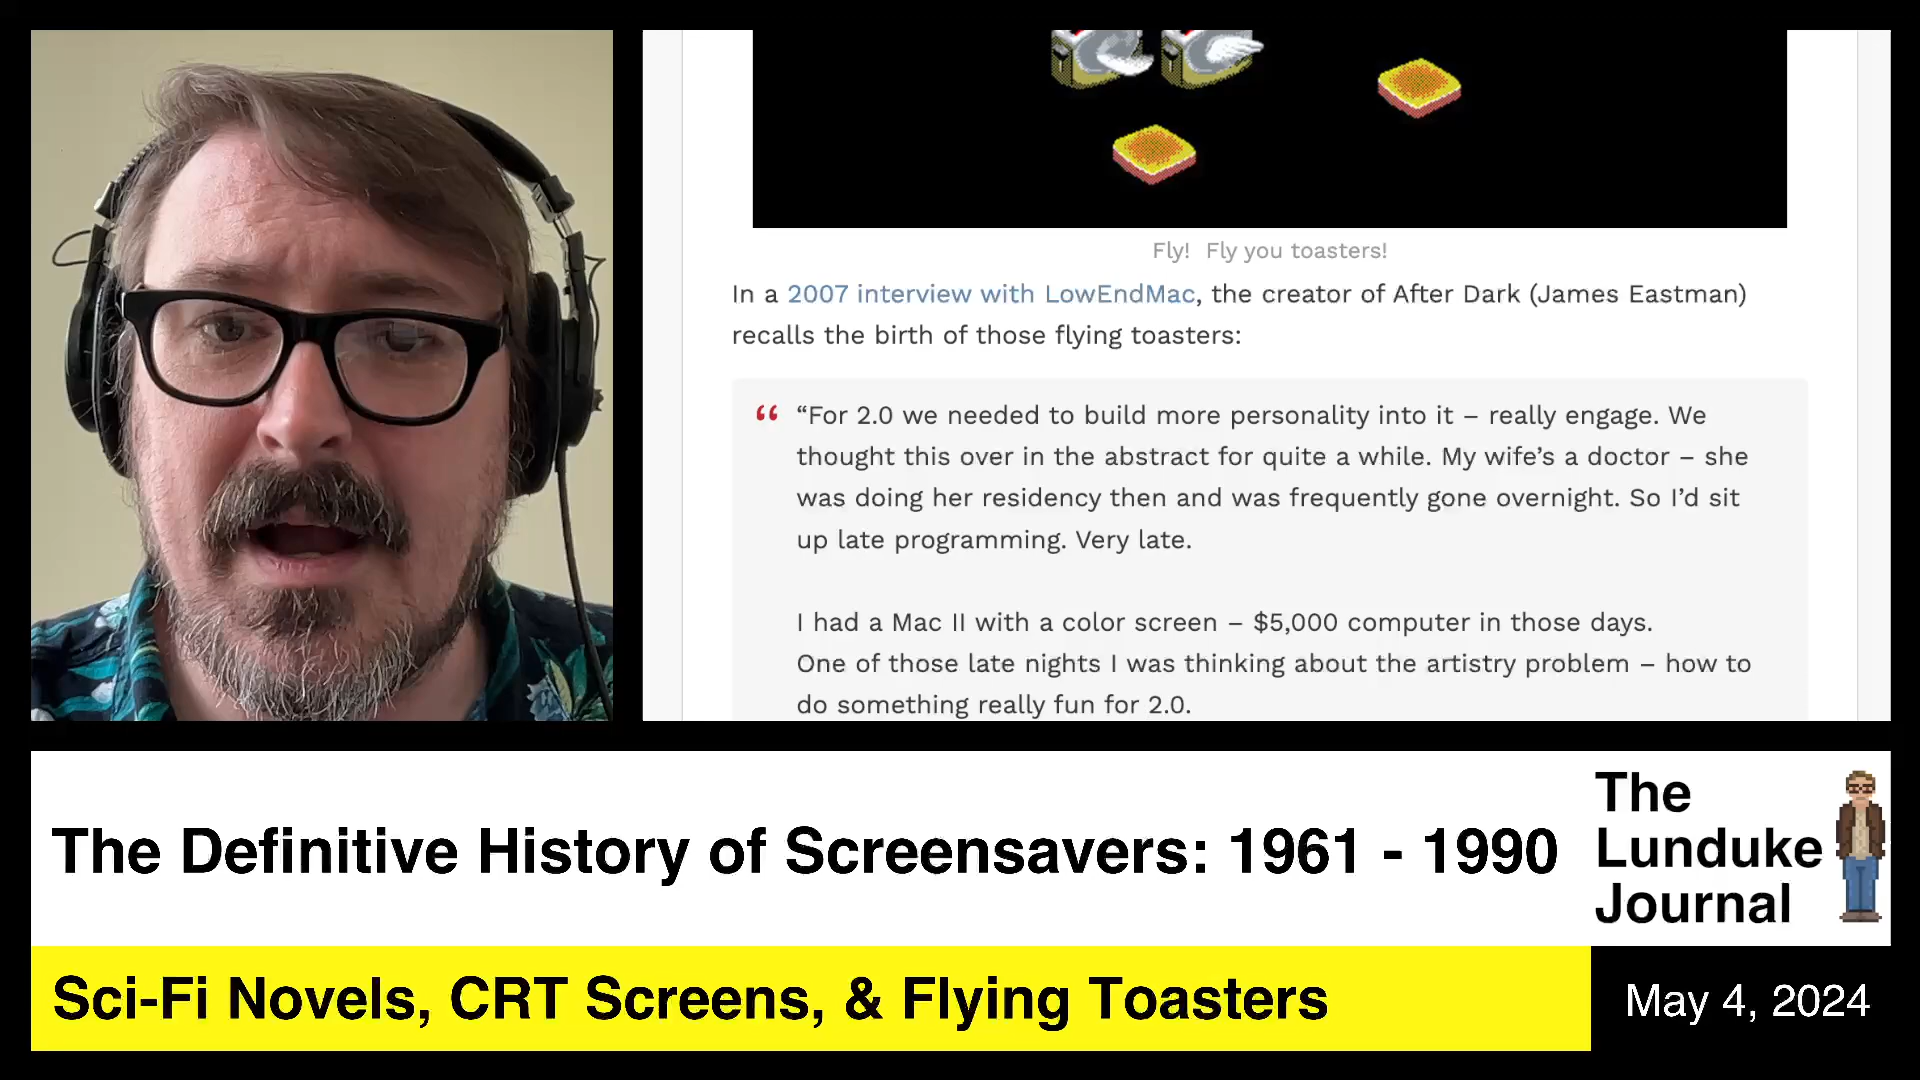 Fly! Fly you toasters!
In a 2007 interview with LowEndMac, the creator of After Dark (James Eastman)
recalls the birth of those flying toasters:
“ “For 2.0 we needed to build more personality into it – really engage. We
thought this over in the abstract for quite a while. My wife’s a doctor – she
was doing her residency then and was frequently gone overnight. So I’d sit
up late programming. Very late.
I had a Mac II with a color screen – $5,000 computer in those days.
One of those late nights I was thinking about the artistry problem – how to
do something really fun for 2.0.
The Definitive History of Screensavers: 1961 - 1990
The
Lunduke
Journal
Sci-Fi Novels, CRT Screens, & Flying Toasters
May 4, 2024